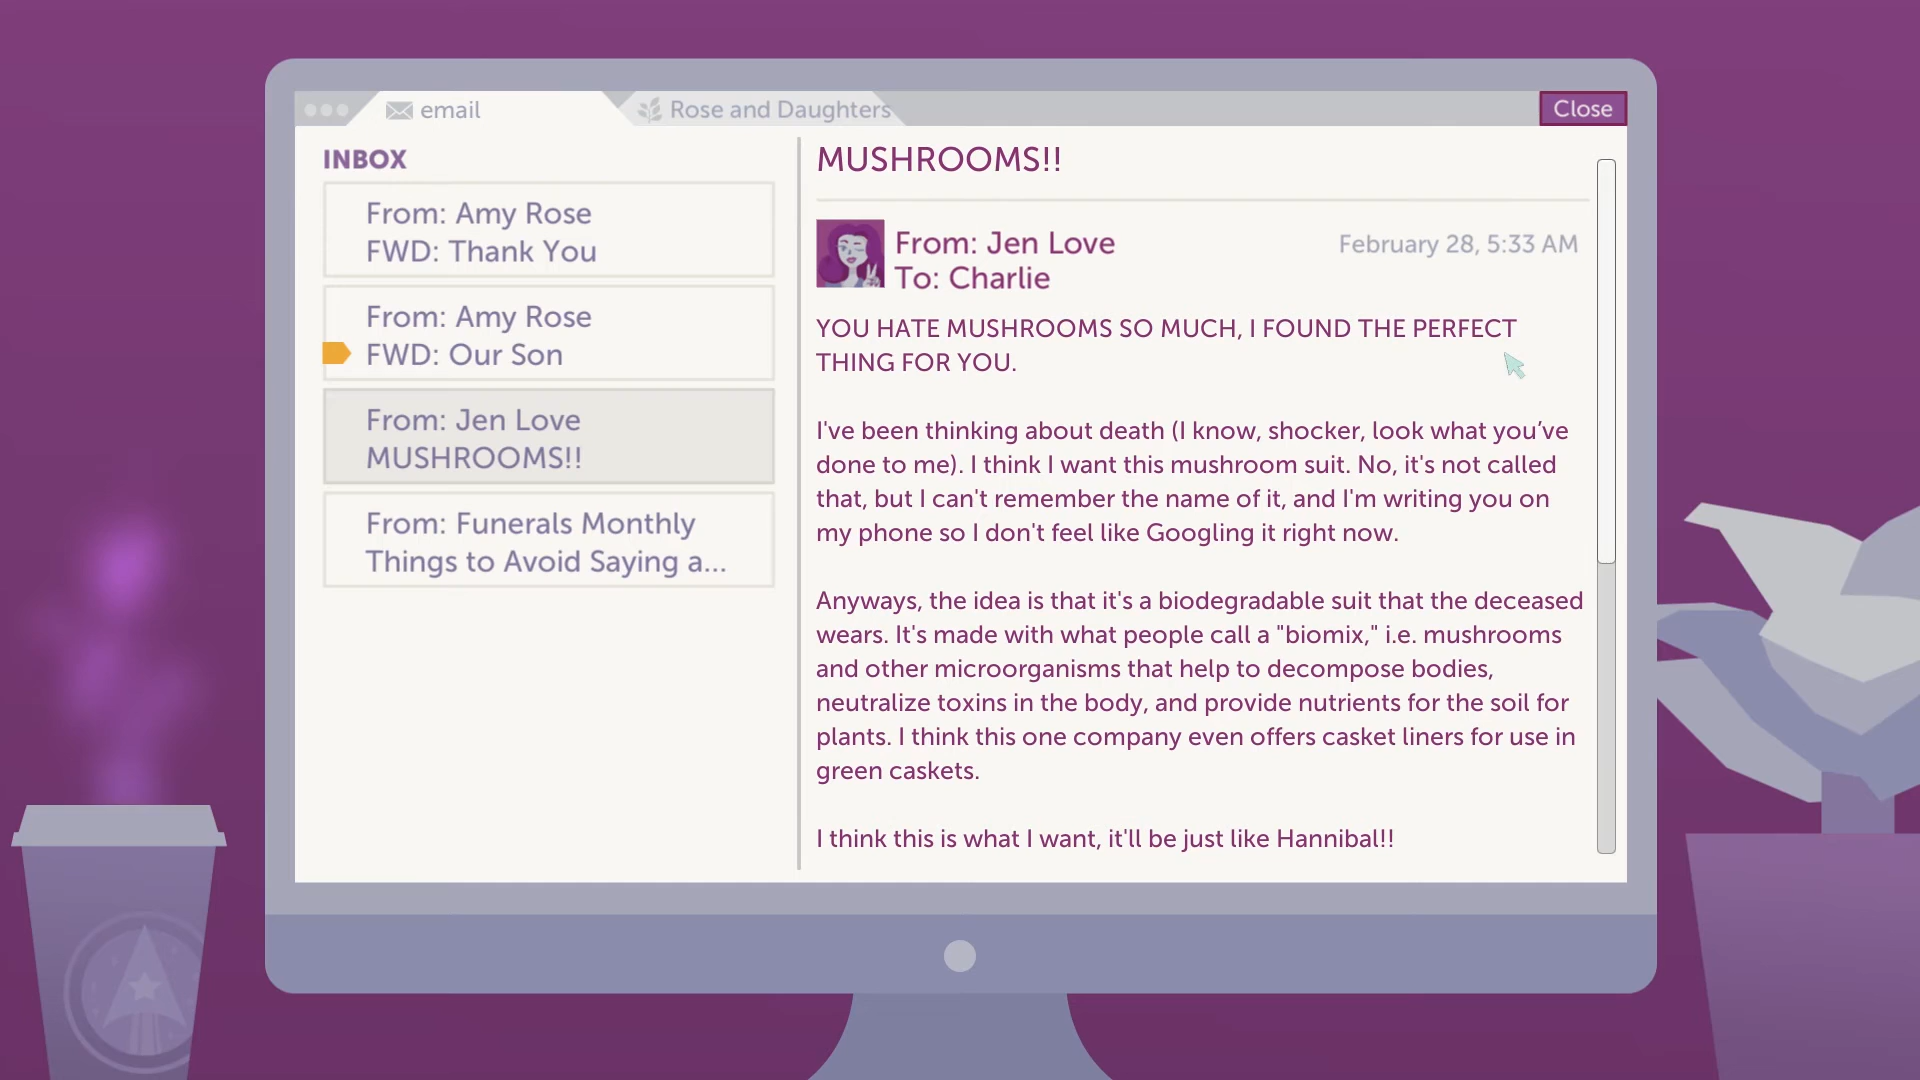 email
Rose and Daughters
Close
INBOX
From: Amy Rose
FWD: Thank You
From: Amy Rose
FWD: Our Son
From: Jen Love
MUSHROOMS!!
From: Funerals Monthly
Things to Avoid Saying a...
MUSHROOMS!!
From: Jen Love
February 28, 5:33 AM
To: Charlie
YOU HATE MUSHROOMS SO MUCH, I FOUND THE PERFECT
THING FOR YOU.
I've been thinking about death (I know, shocker, look what you’ve
done to me). I think I want this mushroom suit. No, it's not called
that, but I can't remember the name of it, and I'm writing you on
my phone so I don't feel like Googling it right now.
Anyways, the idea is that it's a biodegradable suit that the deceased
wears. It's made with what people call a "biomix," i.e. mushrooms
and other microorganisms that help to decompose bodies,
neutralize toxins in the body, and provide nutrients for the soil for
plants. I think this one company even offers casket liners for use in
green caskets.
I think this is what I want, it'll be just like Hannibal!!